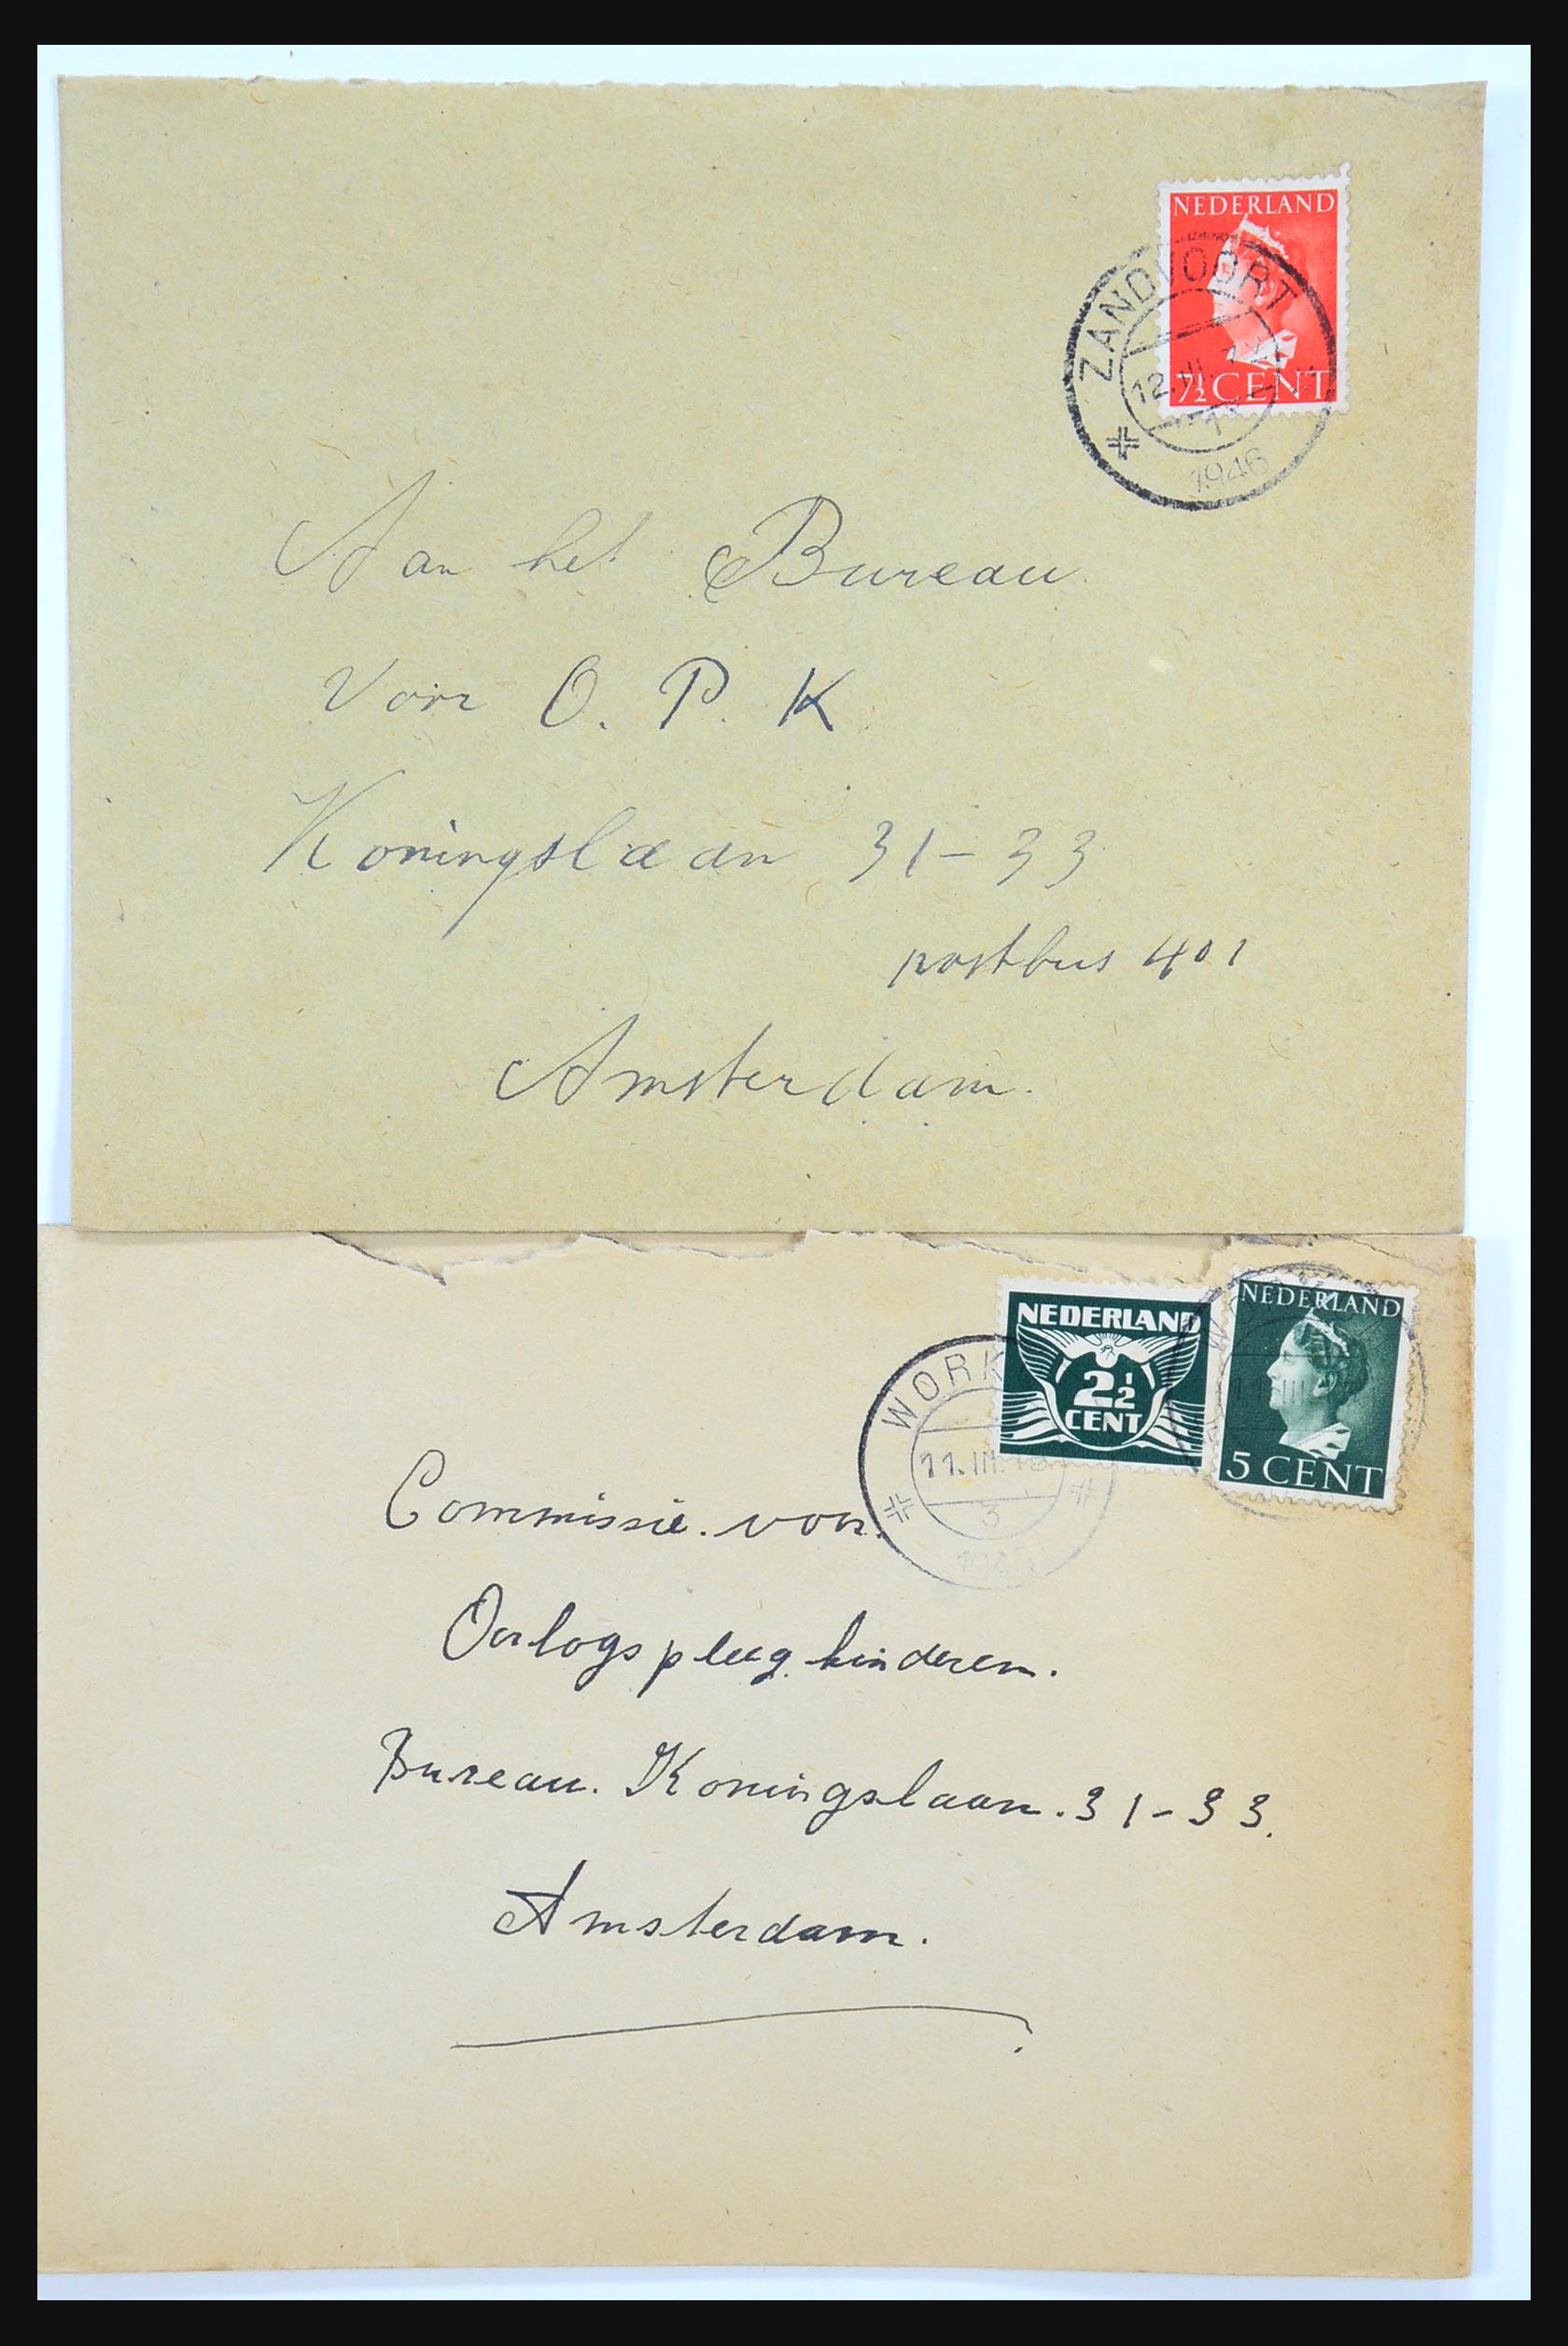 NEDERLAND
7½ CENT
ZANDVOORT
12.III.
1946
Aan het Bureau
Voor O. P. K
Koningslaan 31-33
postbus 401
Amsterdam.
NEDERLAND
2½
CENT
NEDERLAND
5 CENT
WORK
11.III.
3
Commissie. voor.
Oorlogspleegkinderen.
Bureau. Koningslaan. 31-33.
Amsterdam.